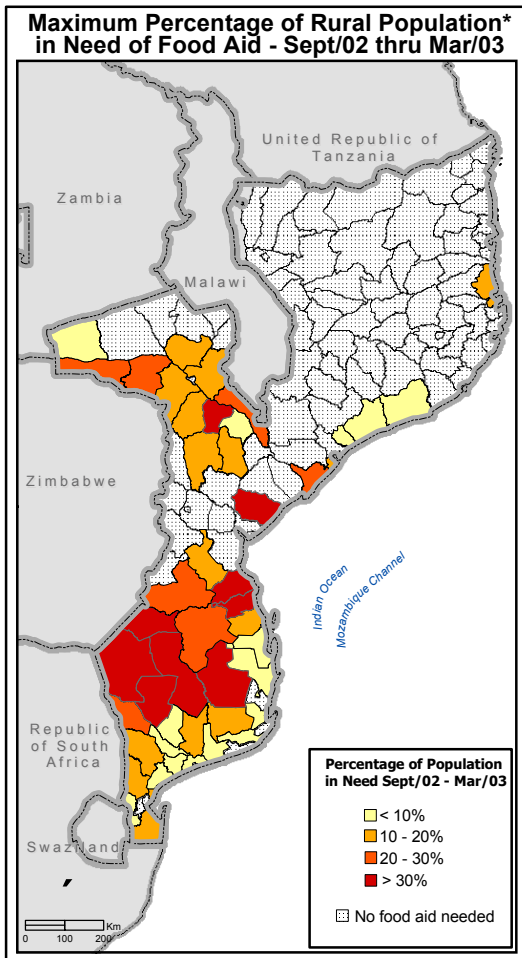 Maximum Percentage of Rural Population*
in Need of Food Aid - Sept/02 thru Mar/03
United Republic of
Tanzania
Zambia
Malawi
Zimbabwe
Indian Ocean
Mozambique Channel
Republic
of South
Africa
Swaziland
Percentage of Population
in Need Sept/02 - Mar/03
< 10%
10 - 20%
20 - 30%
> 30%
No food aid needed
Km
0 100 200